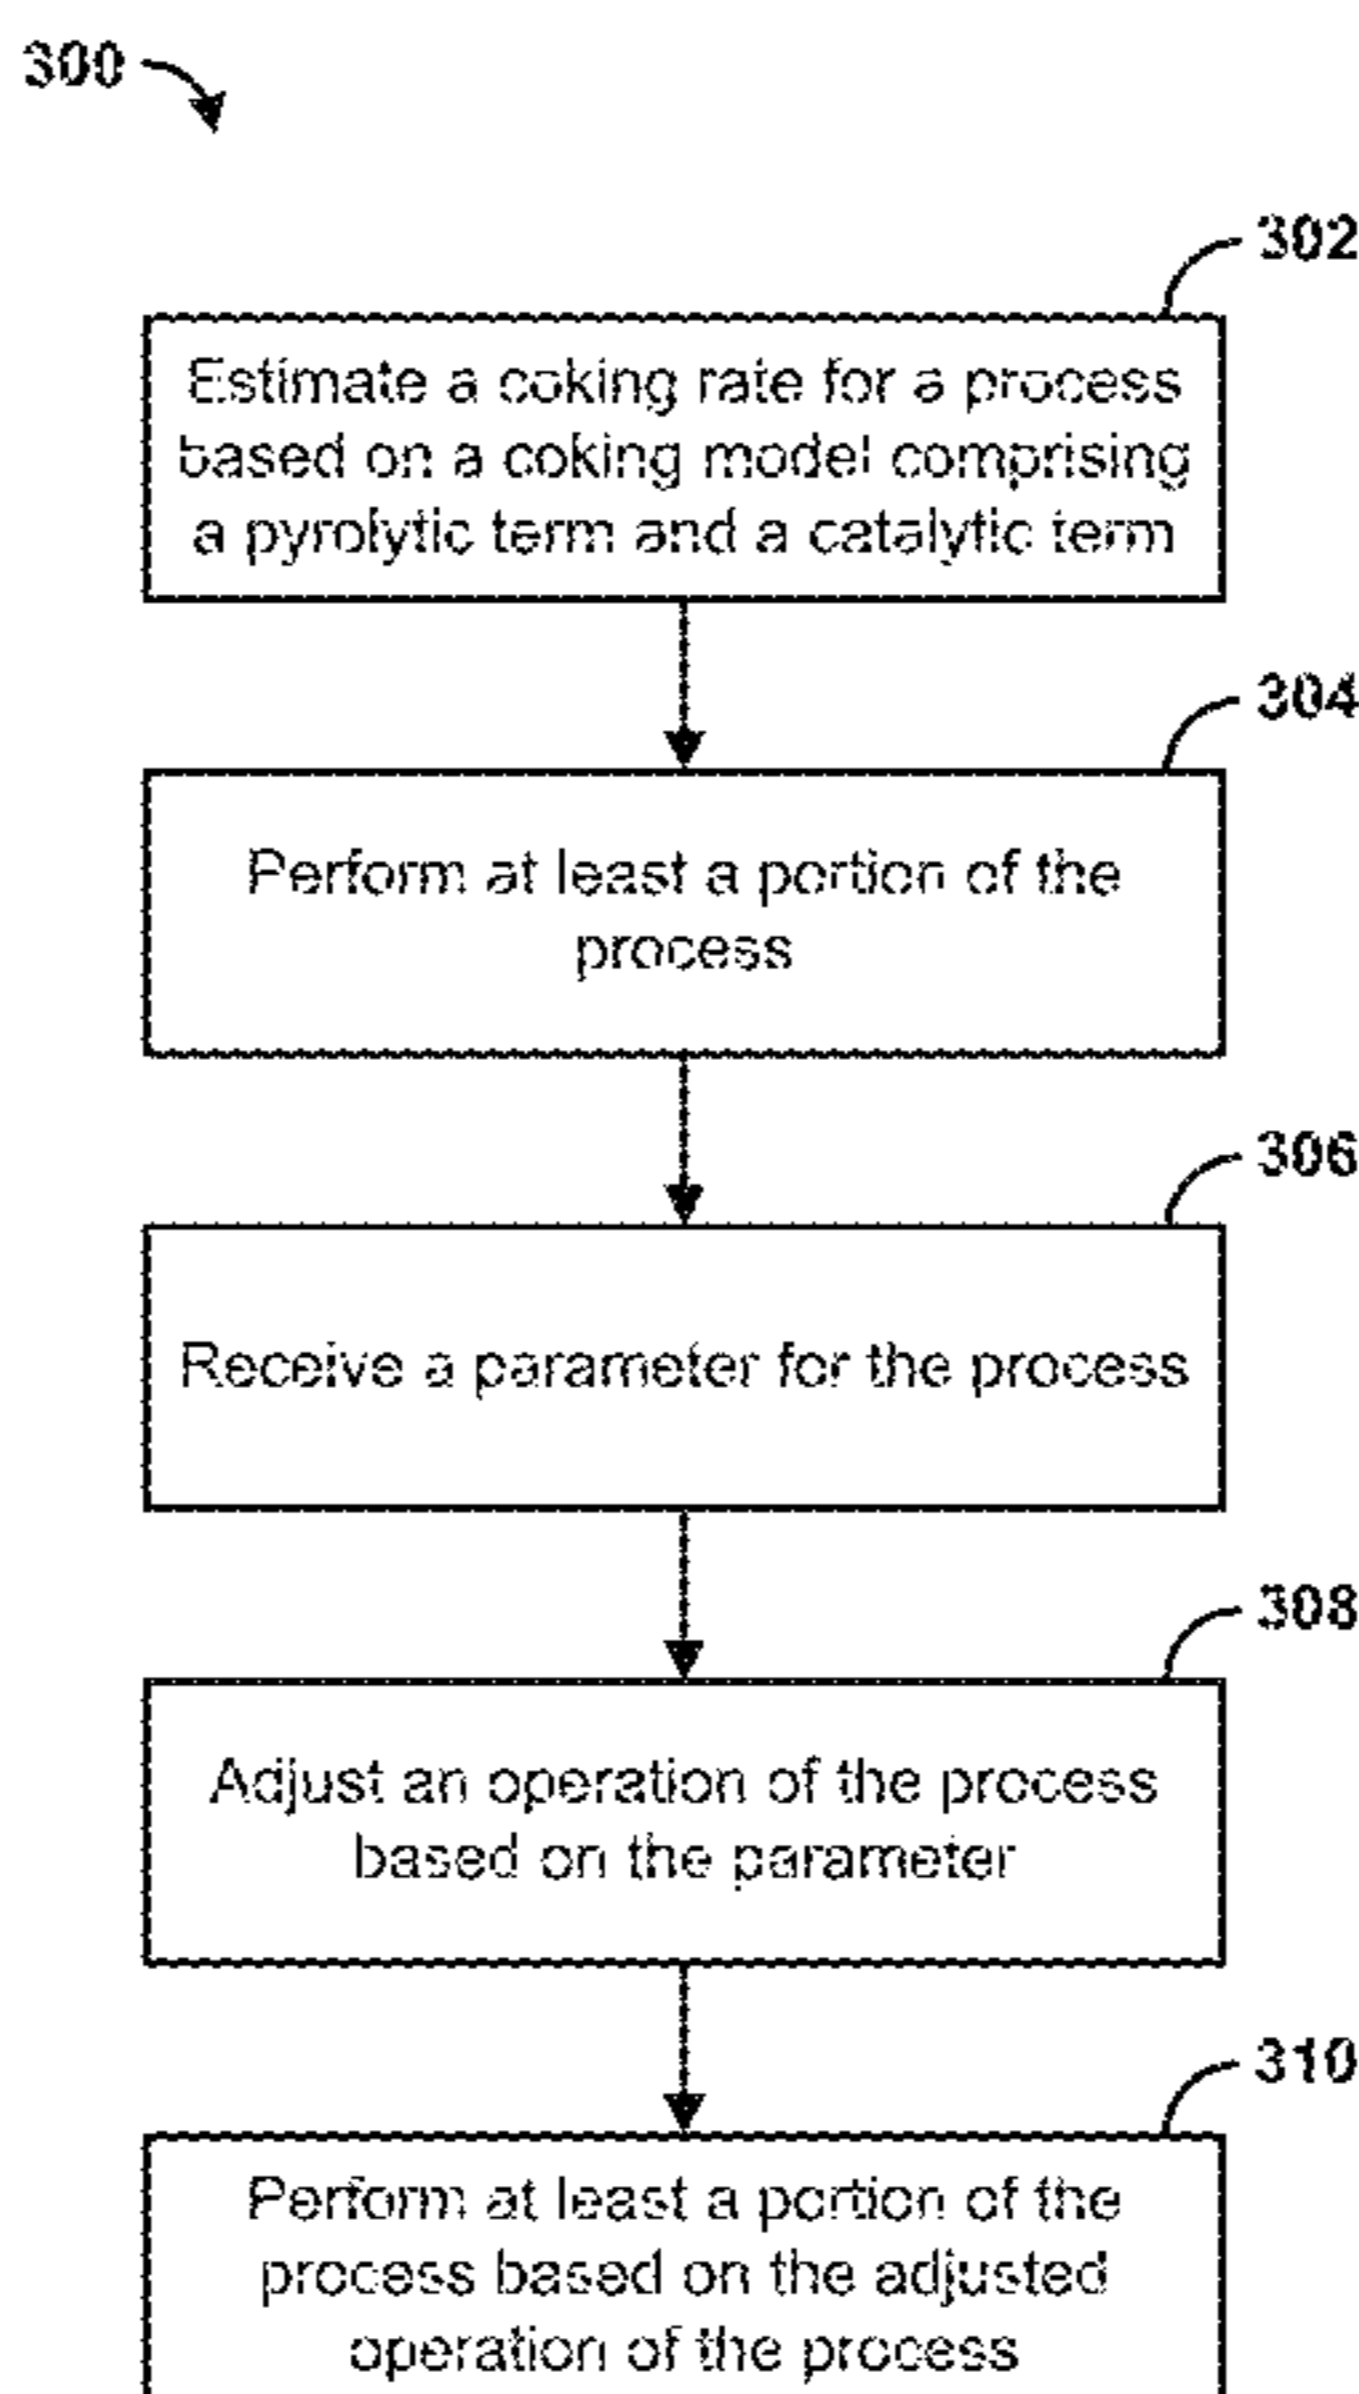 300
302
Estimate a coking rate for a process
based on a coking model comprising
a pyrolytic term and a catalytic term
304
Perform at least a portion of the
process
306
Receive a parameter for the process
308
Adjust an operation of the process
based on the parameter
310
Perform at least a portion of the
process based on the adjusted
operation of the process